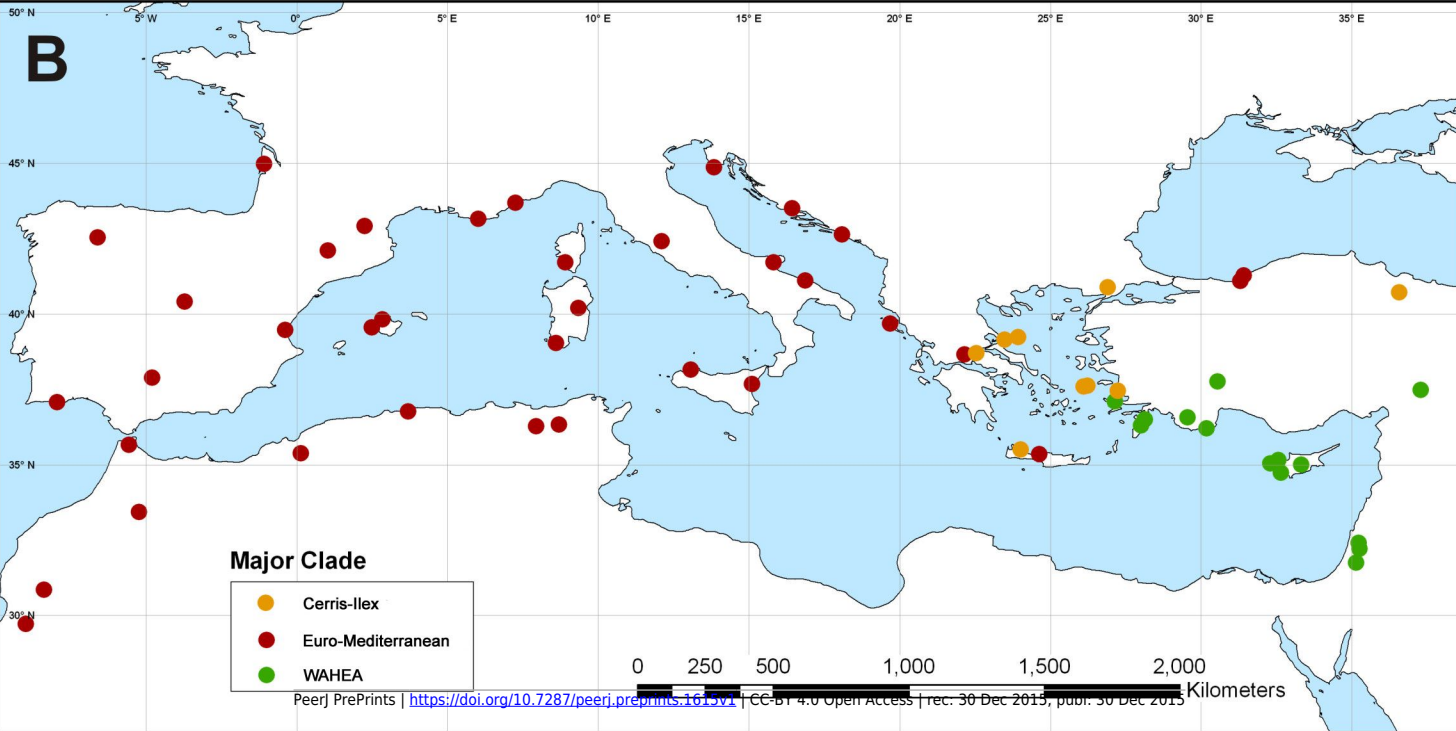 50° N
5° W
0°
5° E
10° E
15° E
20° E
25° E
30° E
35° E
B
45° N
40° N
35° N
30° N
Major Clade
Cerris-Ilex
Euro-Mediterranean
WAHEA
0 250 500 1,000 1,500 2,000
Kilometers
PeerJ PrePrints | https://doi.org/10.7287/peerj.preprints.1615v1 | CC-BY 4.0 Open Access | rec: 30 Dec 2015, publ: 30 Dec 2015